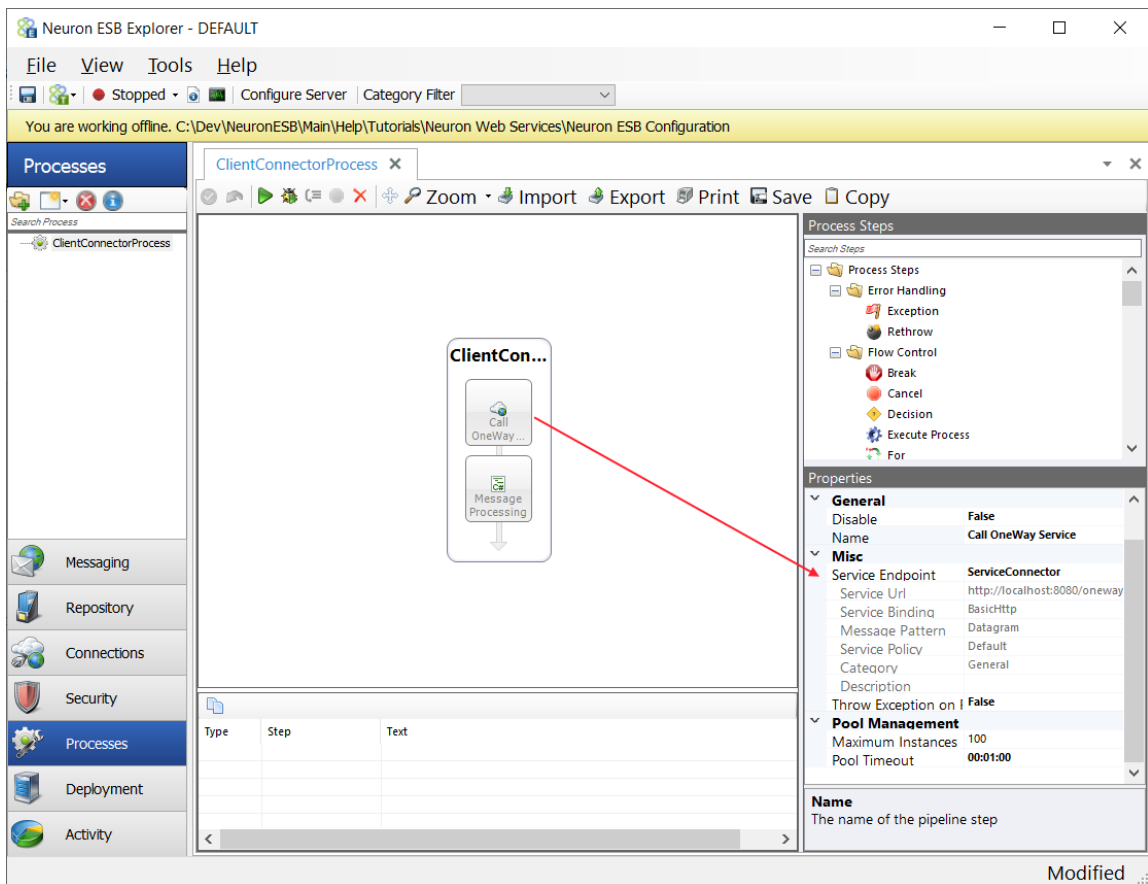 Neuron ESB Explorer - DEFAULT
File View Tools Help
Stopped Configure Server Category Filter
You are working offline. C:\Dev\NeuronESB\Main\Help\Tutorials\Neuron Web Services\Neuron ESB Configuration
Processes
Search Process
ClientConnectorProcess
Messaging
Repository
Connections
Security
Processes
Deployment
Activity
ClientConnectorProcess
Zoom Import Export Print Save Copy
ClientCon...
Call
OneWay...
C#
Message
Processing
Type Step Text
Process Steps
Search Steps
Process Steps
Error Handling
Exception
Rethrow
Flow Control
Break
Cancel
Decision
Execute Process
For
Properties
General
Disable False
Name Call OneWay Service
Misc
Service Endpoint ServiceConnector
Service Url http://localhost:8080/oneway
Service Binding BasicHttp
Message Pattern Datagram
Service Policy Default
Category General
Description
Throw Exception on False
Pool Management
Maximum Instances 100
Pool Timeout 00:01:00
Name
The name of the pipeline step
Modified